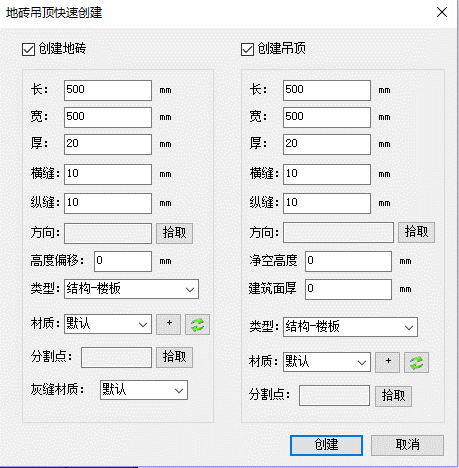 地砖吊顶快速创建
创建地砖
长: 500 mm
宽: 500 mm
厚: 20 mm
横缝: 10 mm
纵缝: 10 mm
方向: 拾取
高度偏移: 0 mm
类型: 结构-楼板
材质: 默认 +
分割点: 拾取
灰缝材质: 默认
创建吊顶
长: 500 mm
宽: 500 mm
厚: 20 mm
横缝: 10 mm
纵缝: 10 mm
方向: 拾取
净空高度 0 mm
建筑面厚 0 mm
类型: 结构-楼板
材质: 默认 +
分割点: 拾取
创建 取消